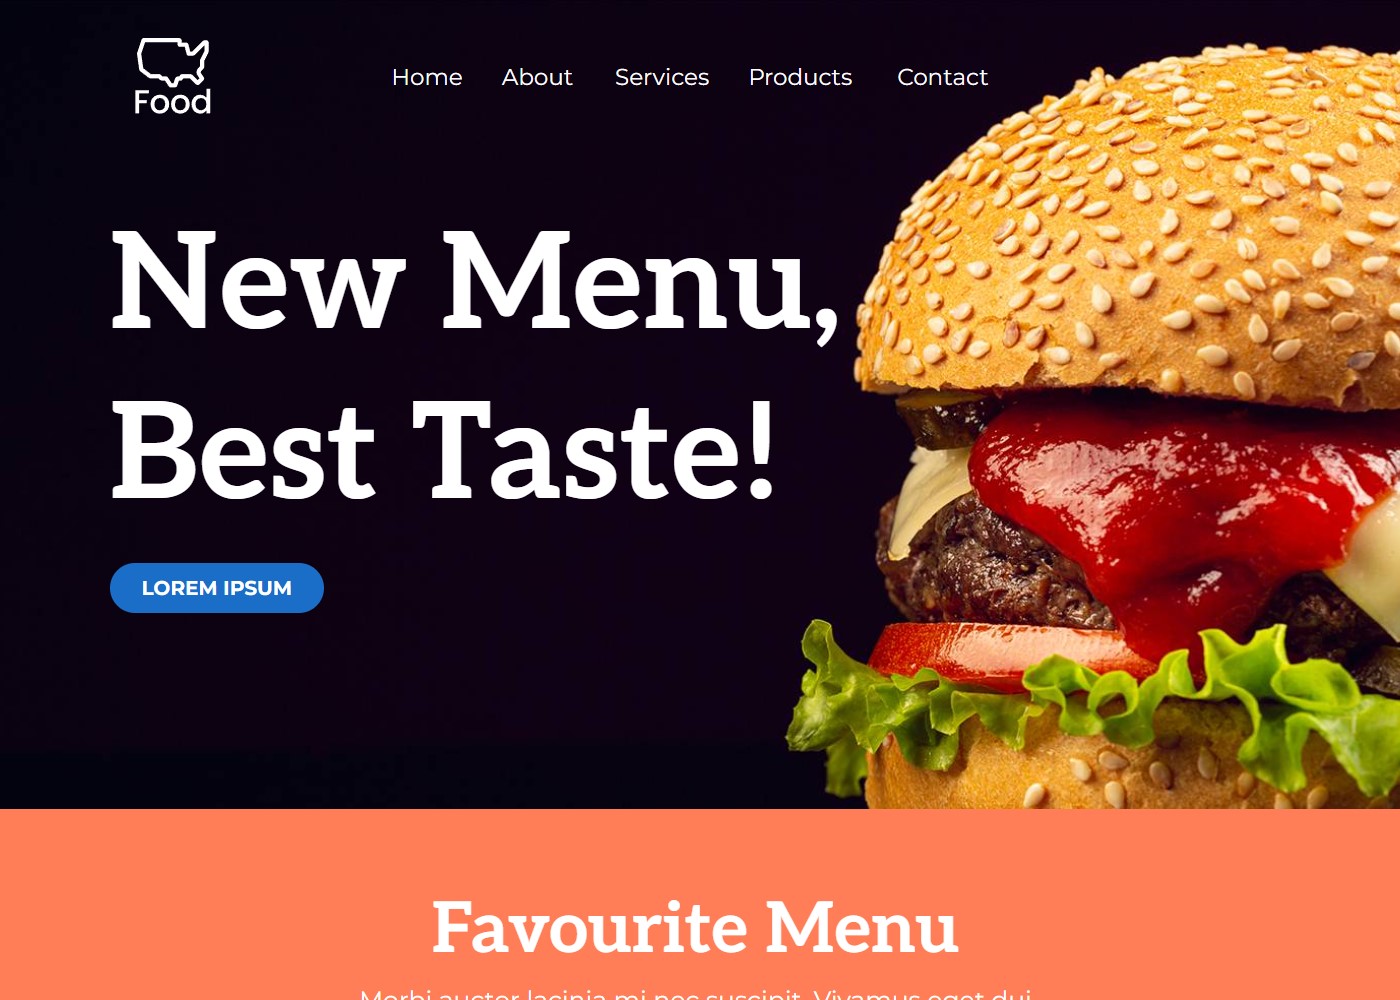 Food
Home About Services Products Contact
New Menu,
Best Taste!
LOREM IPSUM
Favourite Menu
Morbi auctor lacinia mi nec suscipit. Vivamus eget dui